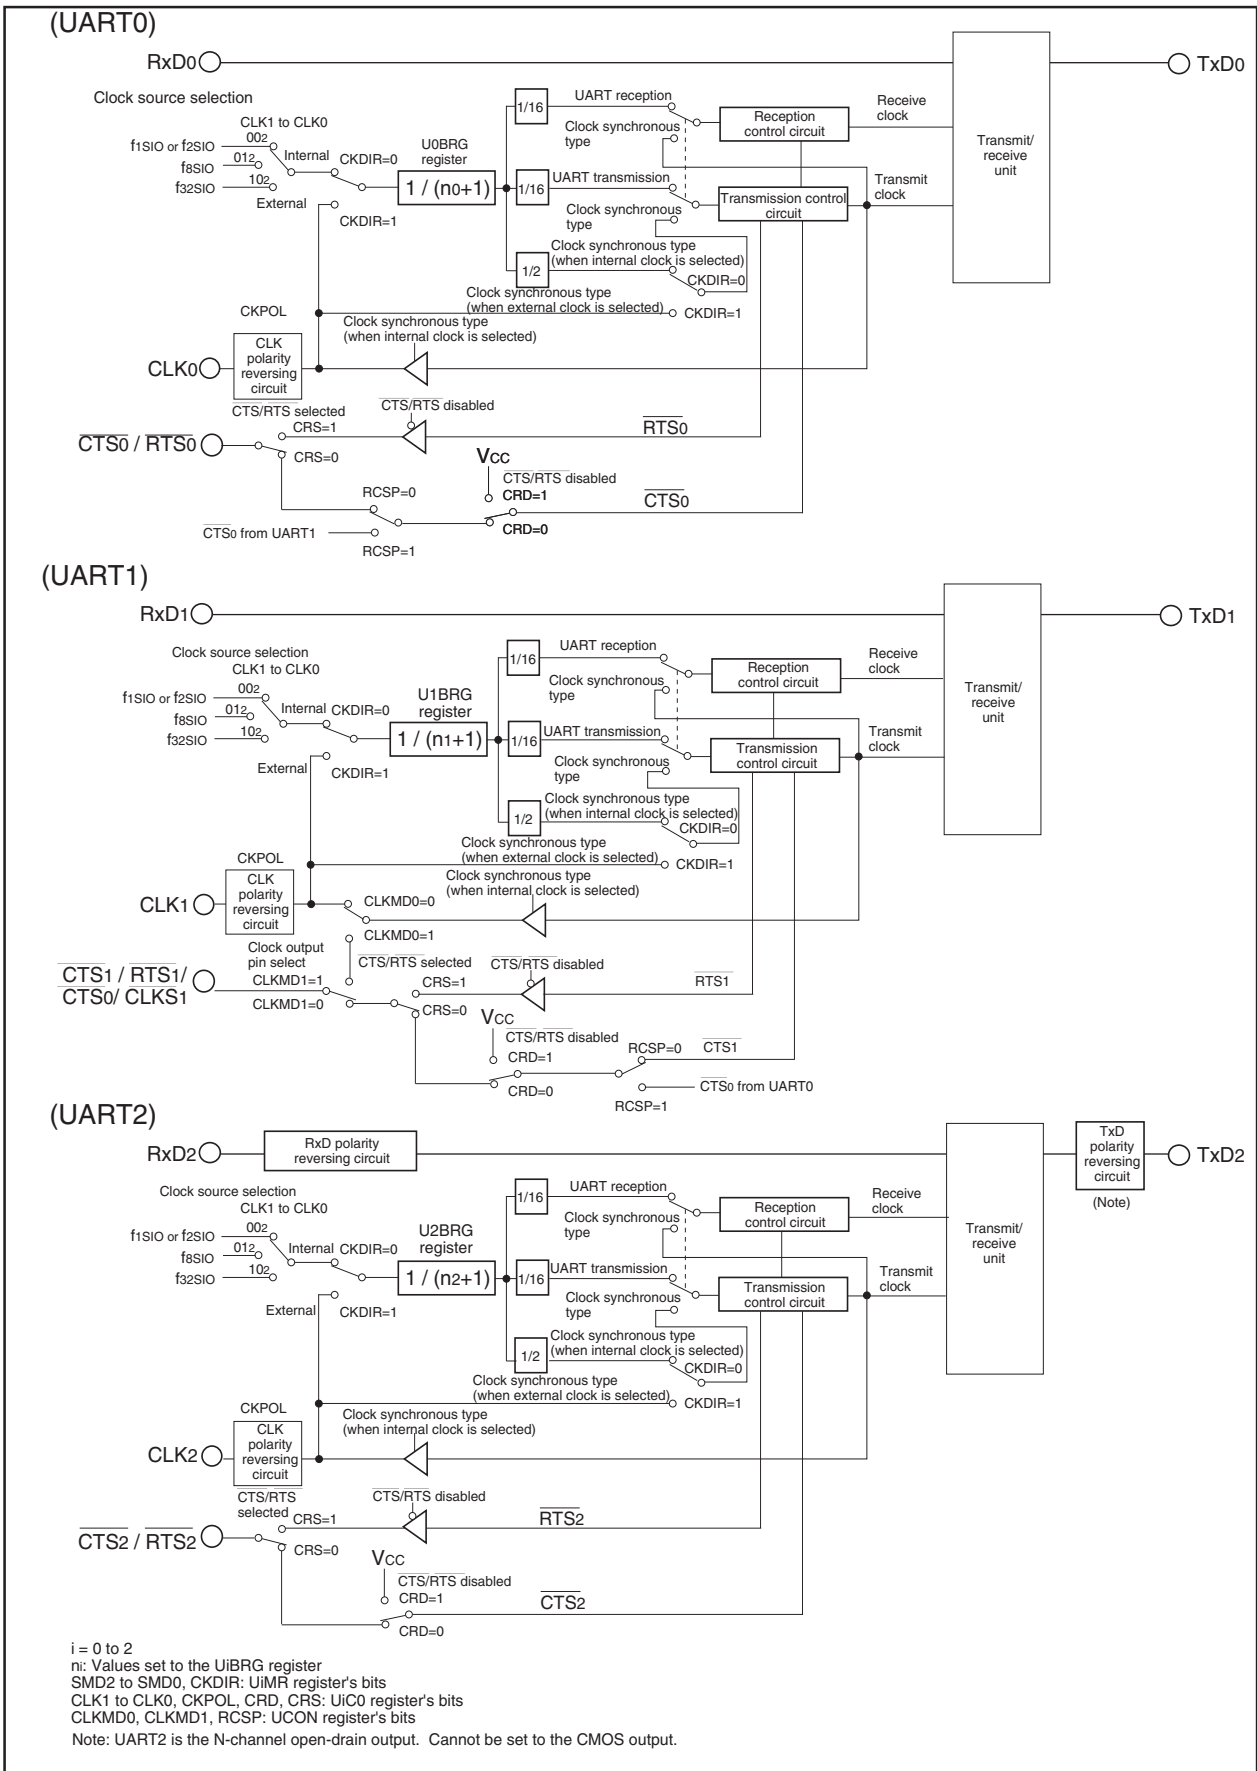 (UART0)
RxD0
TxD0
Clock source selection
CLK1 to CLK0
f1SIO or f2SIO
002
f8SIO
012
f32SIO
102
Internal
CKDIR=0
External
CKDIR=1
U0BRG
register
1 / (n0+1)
1/16
UART reception
Clock synchronous
type
1/16
UART transmission
Clock synchronous
type
1/2
Clock synchronous type
(when internal clock is selected)
CKDIR=0
Clock synchronous type
(when external clock is selected)
CKDIR=1
Reception
control circuit
Receive
clock
Transmission control
circuit
Transmit
clock
Transmit/
receive
unit
CKPOL
CLK0
CLK
polarity
reversing
circuit
Clock synchronous type
(when internal clock is selected)
CTS/RTS selected
CTS/RTS disabled
CTS0 / RTS0
CRS=1
CRS=0
RTS0
VCC
CTS/RTS disabled
CRD=1
CRD=0
CTS0
RCSP=0
CTS0 from UART1
RCSP=1
(UART1)
RxD1
TxD1
Clock source selection
CLK1 to CLK0
f1SIO or f2SIO
002
f8SIO
012
f32SIO
102
Internal
CKDIR=0
External
CKDIR=1
U1BRG
register
1 / (n1+1)
1/16
UART reception
Clock synchronous
type
1/16
UART transmission
Clock synchronous
type
1/2
Clock synchronous type
(when internal clock is selected)
CKDIR=0
Clock synchronous type
(when external clock is selected)
CKDIR=1
Reception
control circuit
Receive
clock
Transmission
control circuit
Transmit
clock
Transmit/
receive
unit
CKPOL
CLK1
CLK
polarity
reversing
circuit
Clock synchronous type
(when internal clock is selected)
CLKMD0=0
CLKMD0=1
Clock output
pin select
CTS/RTS selected
CTS/RTS disabled
CTS1 / RTS1/
CTS0/ CLKS1
CLKMD1=1
CLKMD1=0
CRS=1
CRS=0
RTS1
VCC
CTS/RTS disabled
CRD=1
CRD=0
RCSP=0
CTS1
CTS0 from UART0
RCSP=1
(UART2)
RxD2
RxD polarity
reversing circuit
TxD
polarity
reversing
circuit
(Note)
TxD2
Clock source selection
CLK1 to CLK0
f1SIO or f2SIO
002
f8SIO
012
f32SIO
102
Internal
CKDIR=0
External
CKDIR=1
U2BRG
register
1 / (n2+1)
1/16
UART reception
Clock synchronous
type
1/16
UART transmission
Clock synchronous
type
1/2
Clock synchronous type
(when internal clock is selected)
CKDIR=0
Clock synchronous type
(when external clock is selected)
CKDIR=1
Reception
control circuit
Receive
clock
Transmission
control circuit
Transmit
clock
Transmit/
receive
unit
CKPOL
CLK2
CLK
polarity
reversing
circuit
Clock synchronous type
(when internal clock is selected)
CTS/RTS
selected
CTS/RTS disabled
CTS2 / RTS2
CRS=1
CRS=0
RTS2
VCC
CTS/RTS disabled
CRD=1
CRD=0
CTS2
i = 0 to 2
ni: Values set to the UiBRG register
SMD2 to SMD0, CKDIR: UiMR register's bits
CLK1 to CLK0, CKPOL, CRD, CRS: UiC0 register's bits
CLKMD0, CLKMD1, RCSP: UCON register's bits
Note: UART2 is the N-channel open-drain output. Cannot be set to the CMOS output.